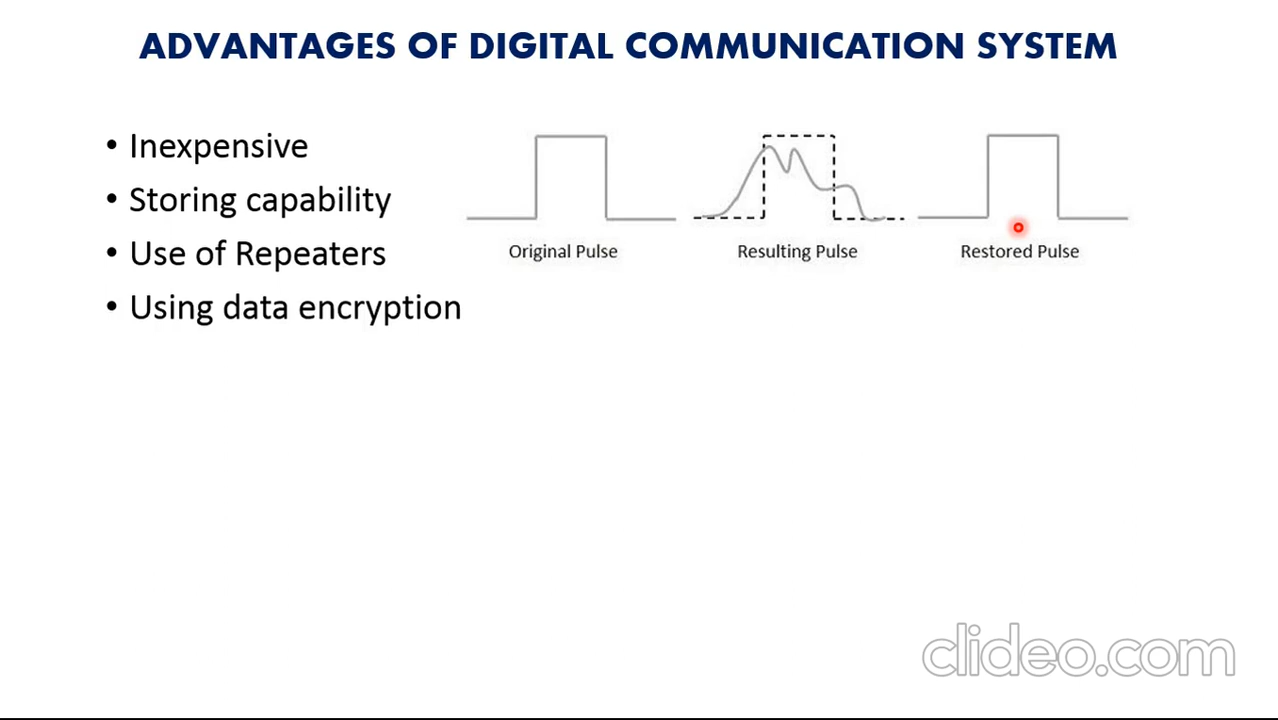 ADVANTAGES OF DIGITAL COMMUNICATION SYSTEM
• Inexpensive
• Storing capability
• Use of Repeaters
• Using data encryption
Original Pulse
Resulting Pulse
Restored Pulse
clideo.com